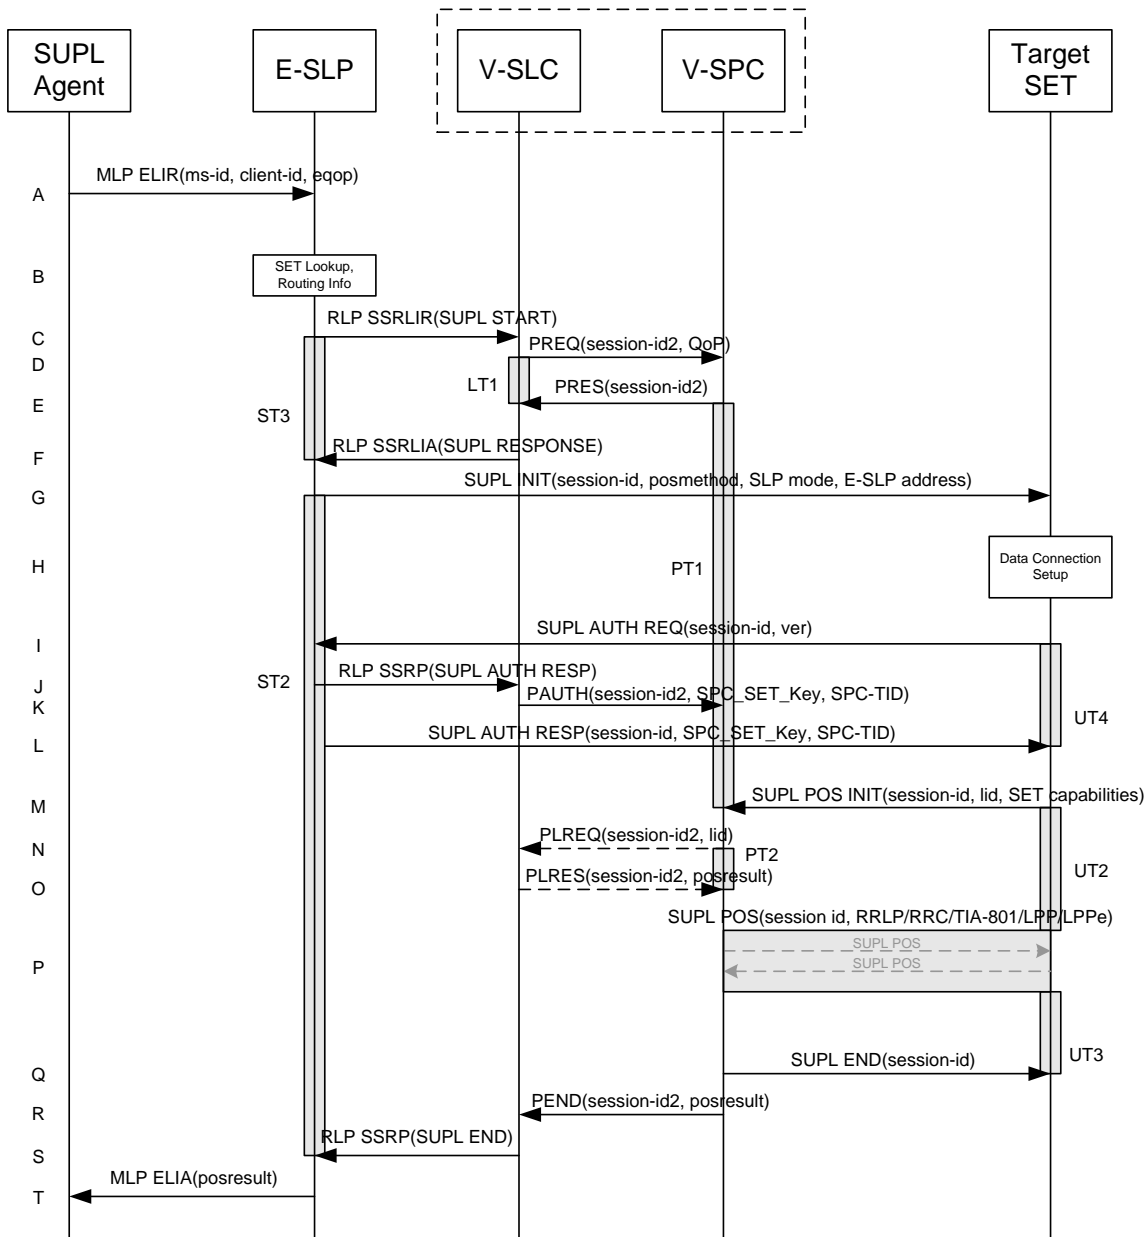 SUPL
Agent
E-SLP
V-SLC
V-SPC
Target
SET
A
MLP ELIR(ms-id, client-id, eqop)
B
SET Lookup,
Routing Info
C
RLP SSRLIR(SUPL START)
D
PREQ(session-id2, QoP)
LT1
E
PRES(session-id2)
ST3
F
RLP SSRLIA(SUPL RESPONSE)
G
SUPL INIT(session-id, posmethod, SLP mode, E-SLP address)
H
PT1
Data Connection
Setup
I
SUPL AUTH REQ(session-id, ver)
ST2
J
RLP SSRP(SUPL AUTH RESP)
K
PAUTH(session-id2, SPC_SET_Key, SPC-TID)
UT4
L
SUPL AUTH RESP(session-id, SPC_SET_Key, SPC-TID)
M
SUPL POS INIT(session-id, lid, SET capabilities)
N
PLREQ(session-id2, lid)
PT2
UT2
O
PLRES(session-id2, posresult)
SUPL POS(session id, RRLP/RRC/TIA-801/LPP/LPPe)
SUPL POS
P
SUPL POS
UT3
Q
SUPL END(session-id)
R
PEND(session-id2, posresult)
S
RLP SSRP(SUPL END)
T
MLP ELIA(posresult)